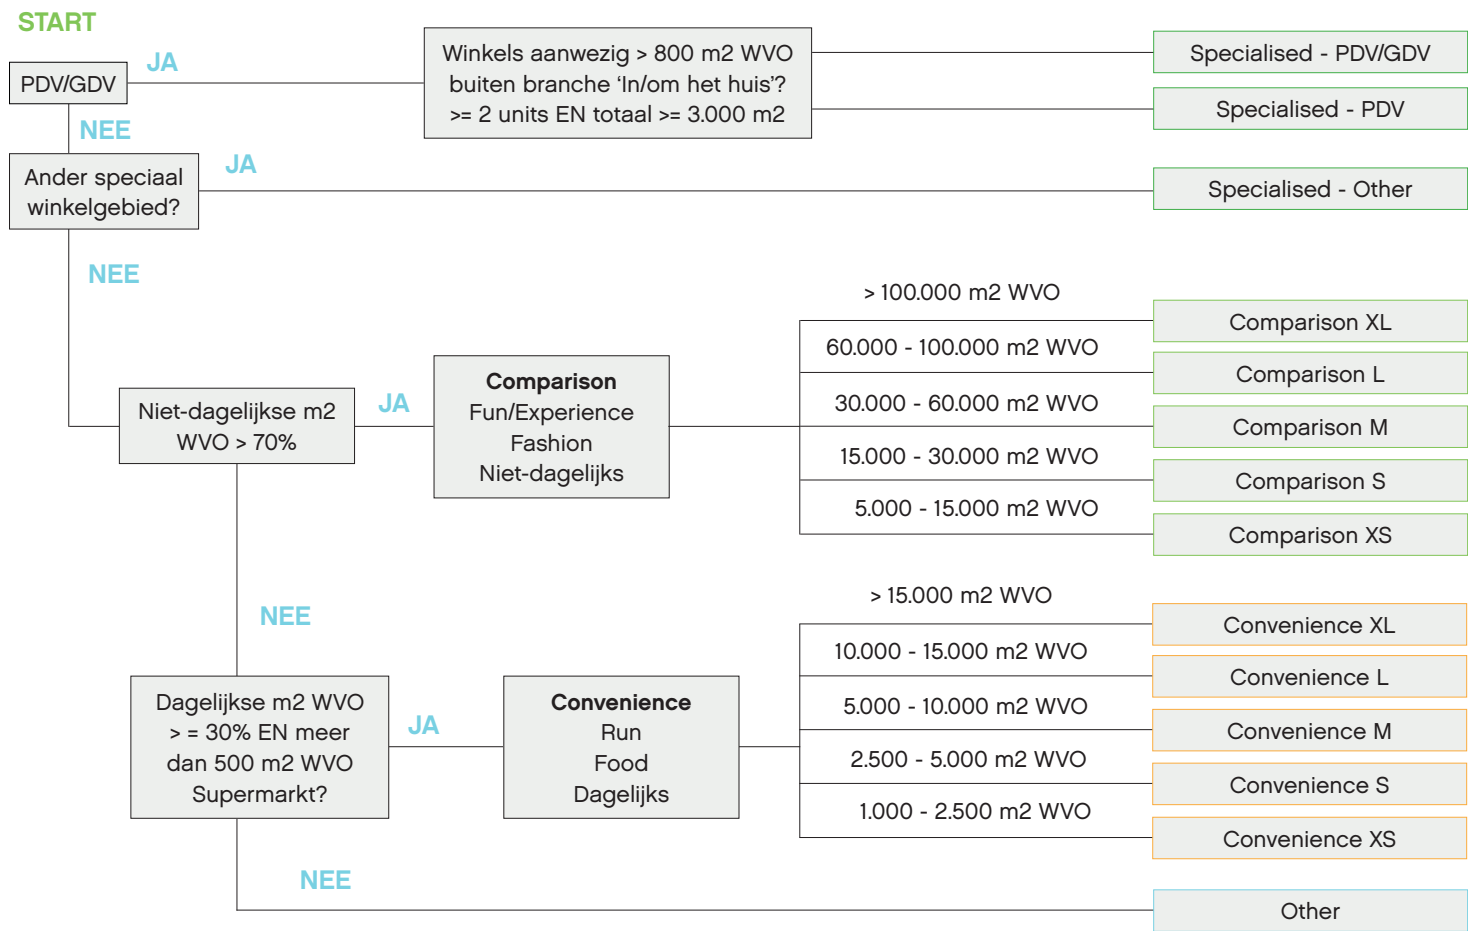 START
PDV/GDV
JA
Winkels aanwezig > 800 m2 WVO
buiten branche ‘In/om het huis’?
>= 2 units EN totaal >= 3.000 m2
Specialised - PDV/GDV
Specialised - PDV
NEE
Ander speciaal
winkelgebied?
JA
Specialised - Other
NEE
Niet-dagelijkse m2
WVO > 70%
JA
Comparison
Fun/Experience
Fashion
Niet-dagelijks
> 100.000 m2 WVO
Comparison XL
60.000 - 100.000 m2 WVO
Comparison L
30.000 - 60.000 m2 WVO
Comparison M
15.000 - 30.000 m2 WVO
Comparison S
5.000 - 15.000 m2 WVO
Comparison XS
NEE
Dagelijkse m2 WVO
> = 30% EN meer
dan 500 m2 WVO
Supermarkt?
JA
Convenience
Run
Food
Dagelijks
> 15.000 m2 WVO
Convenience XL
10.000 - 15.000 m2 WVO
Convenience L
5.000 - 10.000 m2 WVO
Convenience M
2.500 - 5.000 m2 WVO
Convenience S
1.000 - 2.500 m2 WVO
Convenience XS
NEE
Other